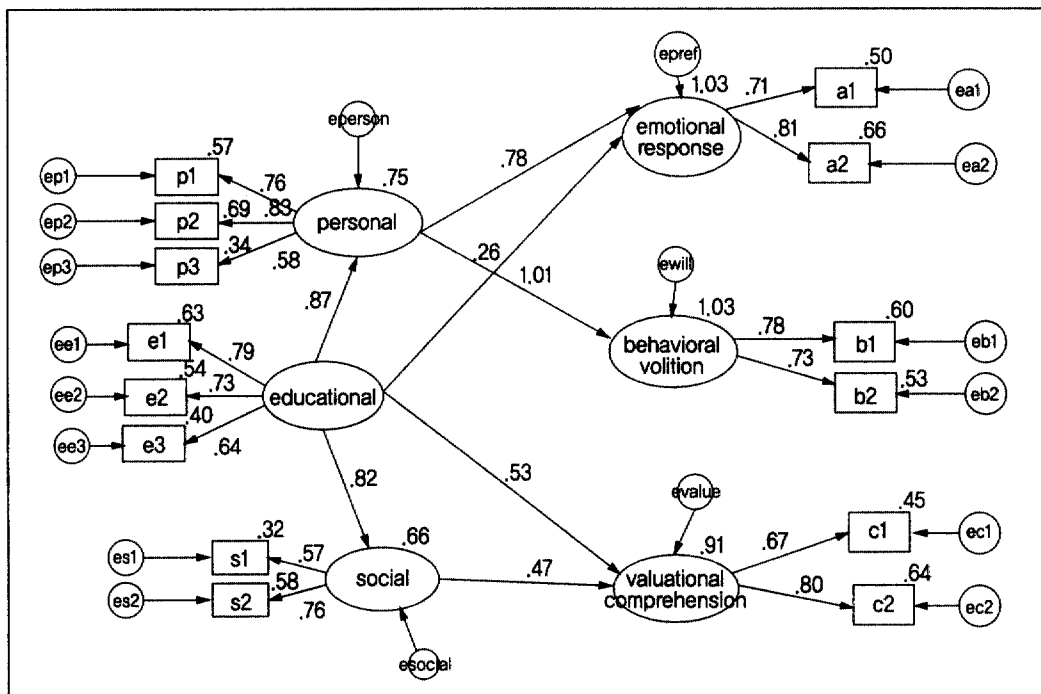 epref
1.03
.50
.71
a1
ea1
emotional
response
.81
.66
a2
ea2
eperson
.57
.78
ep1
p1
.76
.75
ep2
p2
.69
.83
personal
ep3
p3
.34
.58
.26
1.01
ewill
.87
1.03
.60
.63
.78
b1
eb1
ee1
e1
.79
behavioral
volition
.73
.54
ee2
e2
.73
educational
b2
.53
eb2
.40
ee3
e3
.64
.82
.53
evalue
.45
.32
.66
.91
.67
c1
ec1
es1
s1
.57
social
.47
valuational
comprehension
.58
es2
s2
.76
.80
.64
c2
ec2
esocial